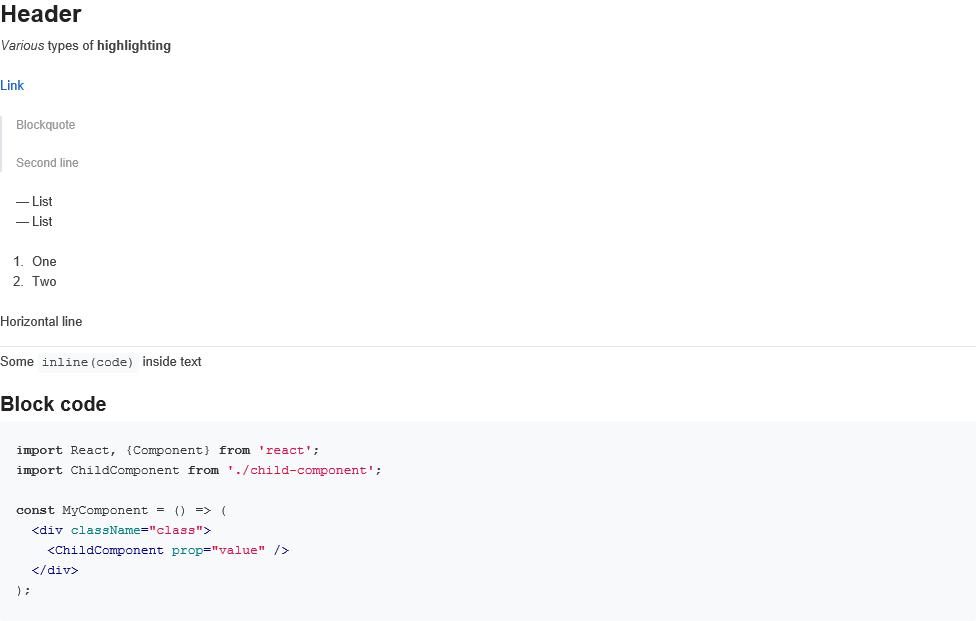 Header
Various types of highlighting
Link
Blockquote
Second line
— List
— List
1. One
2. Two
Horizontal line
Some inline(code) inside text
Block code
import React, {Component} from 'react';
import ChildComponent from './child-component';
const MyComponent = () => (
  <div className="class">
    <ChildComponent prop="value" />
  </div>
);